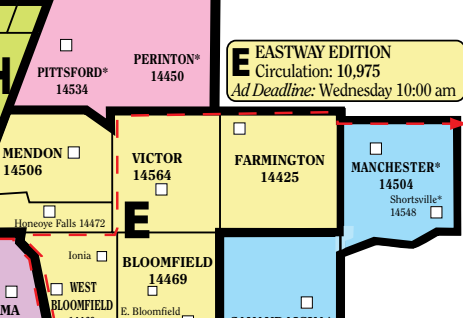 H
PERINTON*
14450
PITTSFORD*
14534
E EASTWAY EDITION
Circulation: 10,975
Ad Deadline: Wednesday 10:00 am
MENDON
14506
VICTOR
14564
FARMINGTON
14425
MANCHESTER*
14504
Shortsville*
14548
Honeoye Falls 14472
E
Ionia
BLOOMFIELD
14469
WEST
BLOOMFIELD
E. Bloomfield
MA